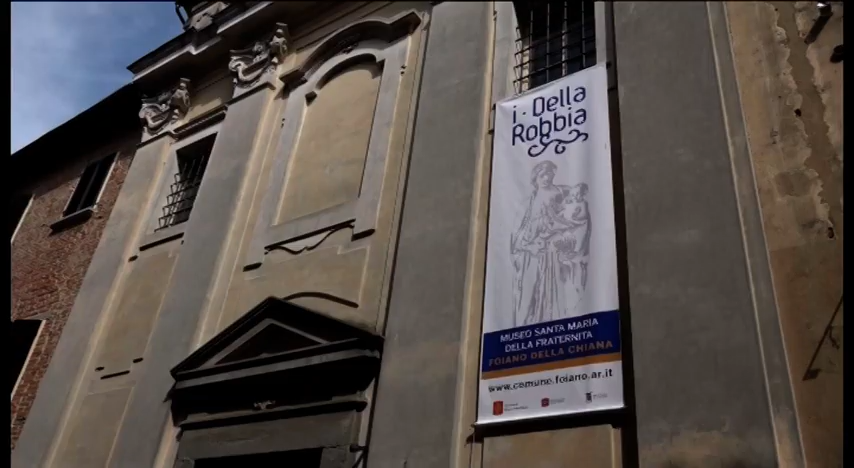 i · Della
Robbia
MUSEO SANTA MARIA
DELLA FRATERNITA
FOIANO DELLA CHIANA
www.comune.foiano.ar.it